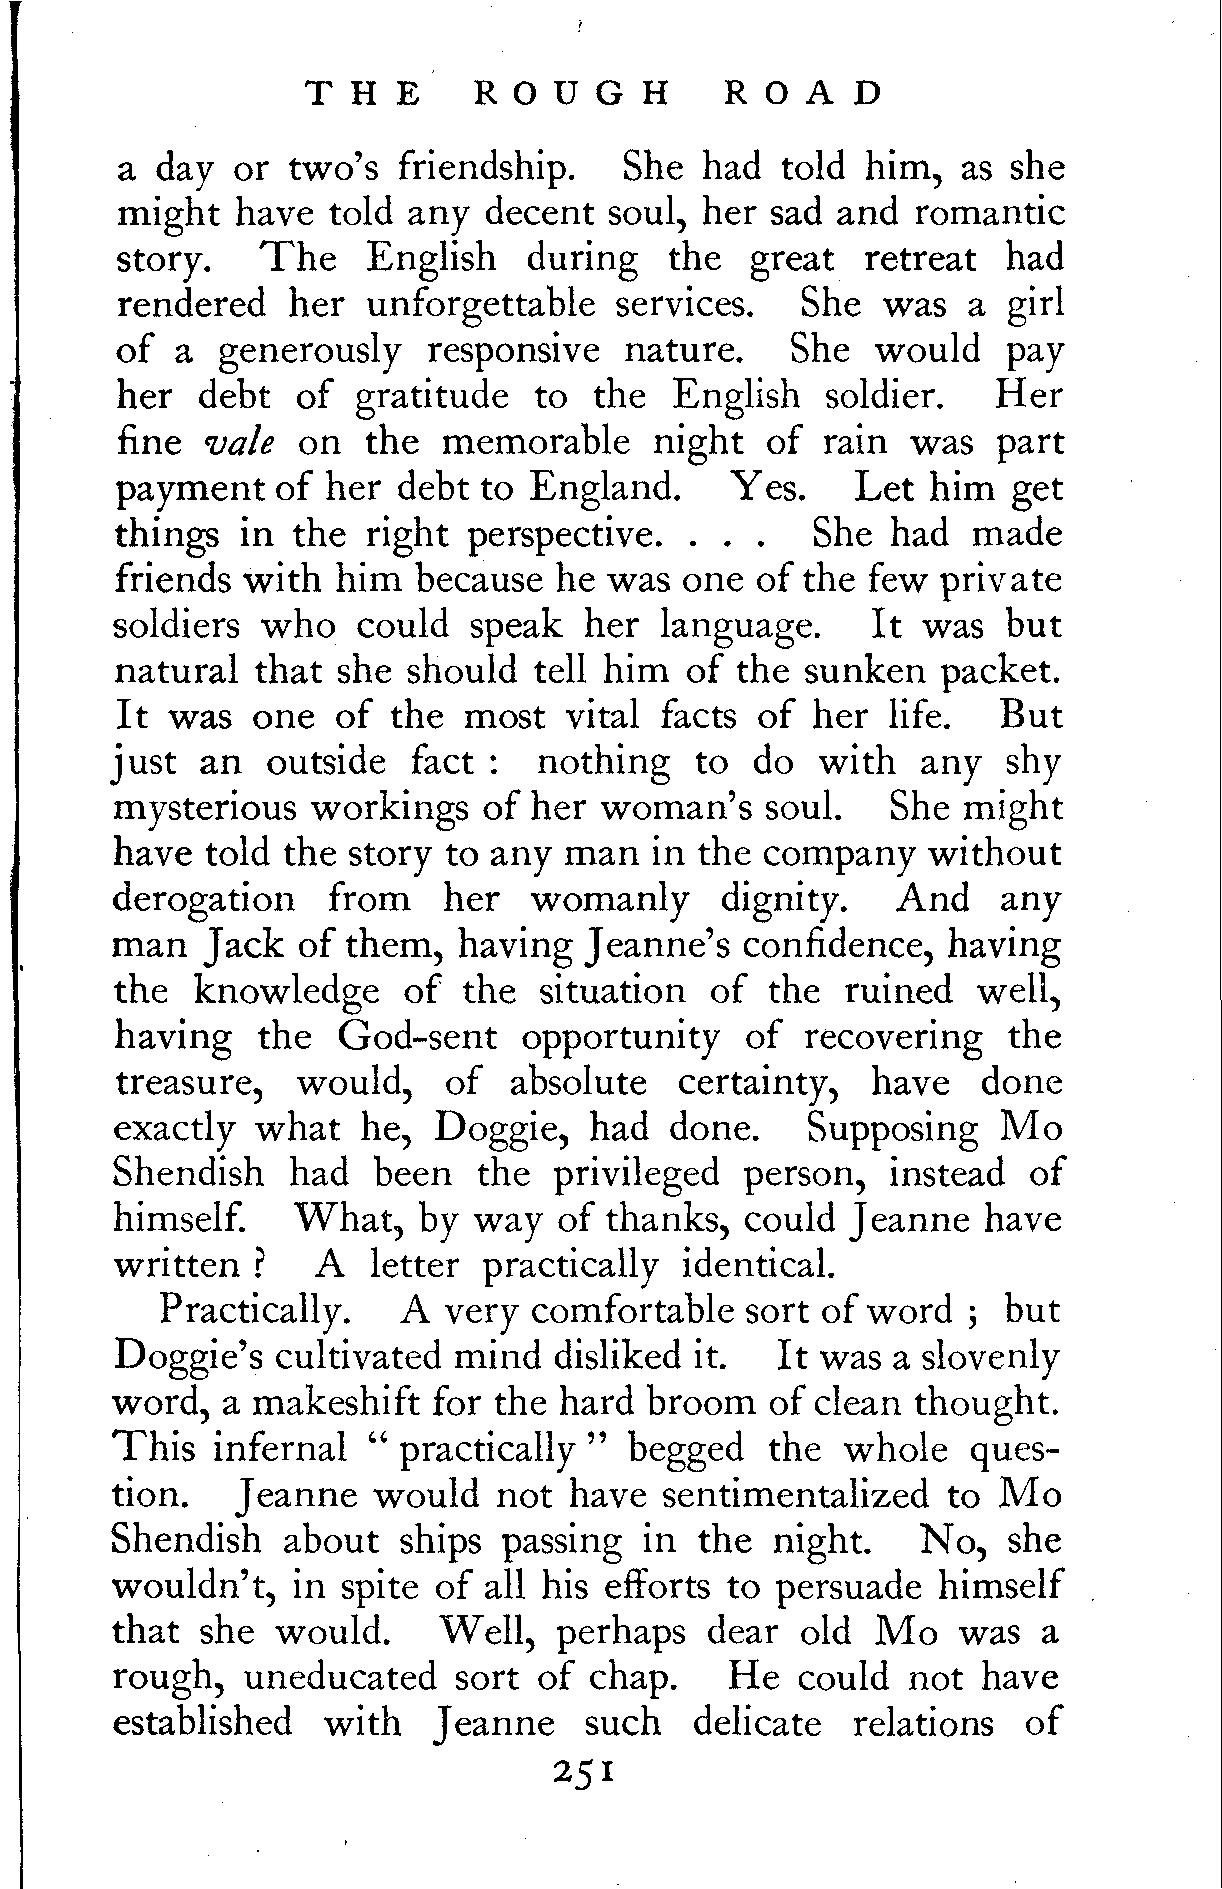 THE ROUGH ROAD
a day or two's friendship. She had told him, as she
might have told any decent soul, her sad and romantic
story. The English during the great retreat had
rendered her unforgettable services. She was a girl
of a generously responsive nature. She would pay
her debt of gratitude to the English soldier. Her
fine vale on the memorable night of rain was part
payment of her debt to England. Yes. Let him get
things in the right perspective. . . . She had made
friends with him because he was one of the few private
soldiers who could speak her language. It was but
natural that she should tell him of the sunken packet.
It was one of the most vital facts of her life. But
just an outside fact : nothing to do with any shy
mysterious workings of her woman's soul. She might
have told the story to any man in the company without
derogation from her womanly dignity. And any
man Jack of them, having Jeanne's confidence, having
the knowledge of the situation of the ruined well,
having the God-sent opportunity of recovering the
treasure, would, of absolute certainty, have done
exactly what he, Doggie, had done. Supposing Mo
Shendish had been the privileged person, instead of
himself. What, by way of thanks, could Jeanne have
written ? A letter practically identical.
Practically. A very comfortable sort of word ; but
Doggie's cultivated mind disliked it. It was a slovenly
word, a makeshift for the hard broom of clean thought.
This infernal " practically " begged the whole ques-
tion. Jeanne would not have sentimentalized to Mo
Shendish about ships passing in the night. No, she
wouldn't, in spite of all his efforts to persuade himself
that she would. Well, perhaps dear old Mo was a
rough, uneducated sort of chap. He could not have
established with Jeanne such delicate relations of
251